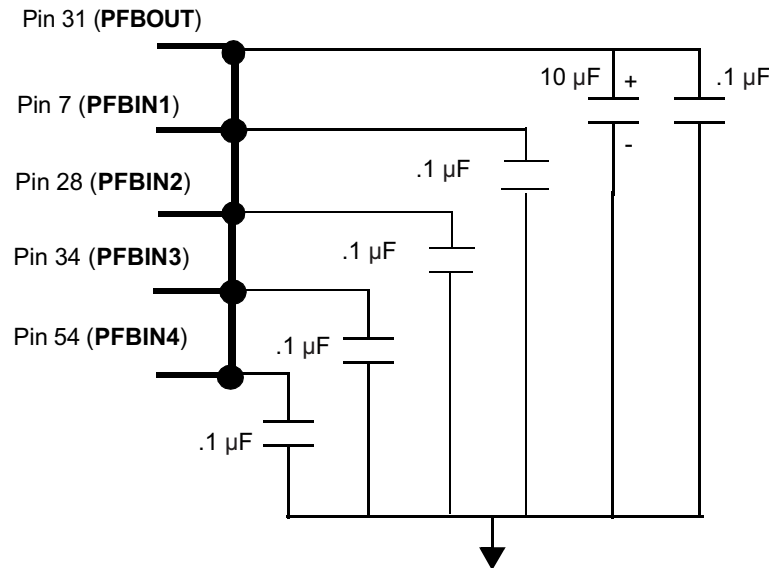 Pin 31 (PFBOUT)
10 µF
+
.1 µF
Pin 7 (PFBIN1)
-
.1 µF
Pin 28 (PFBIN2)
.1 µF
Pin 34 (PFBIN3)
Pin 54 (PFBIN4)
.1 µF
.1 µF